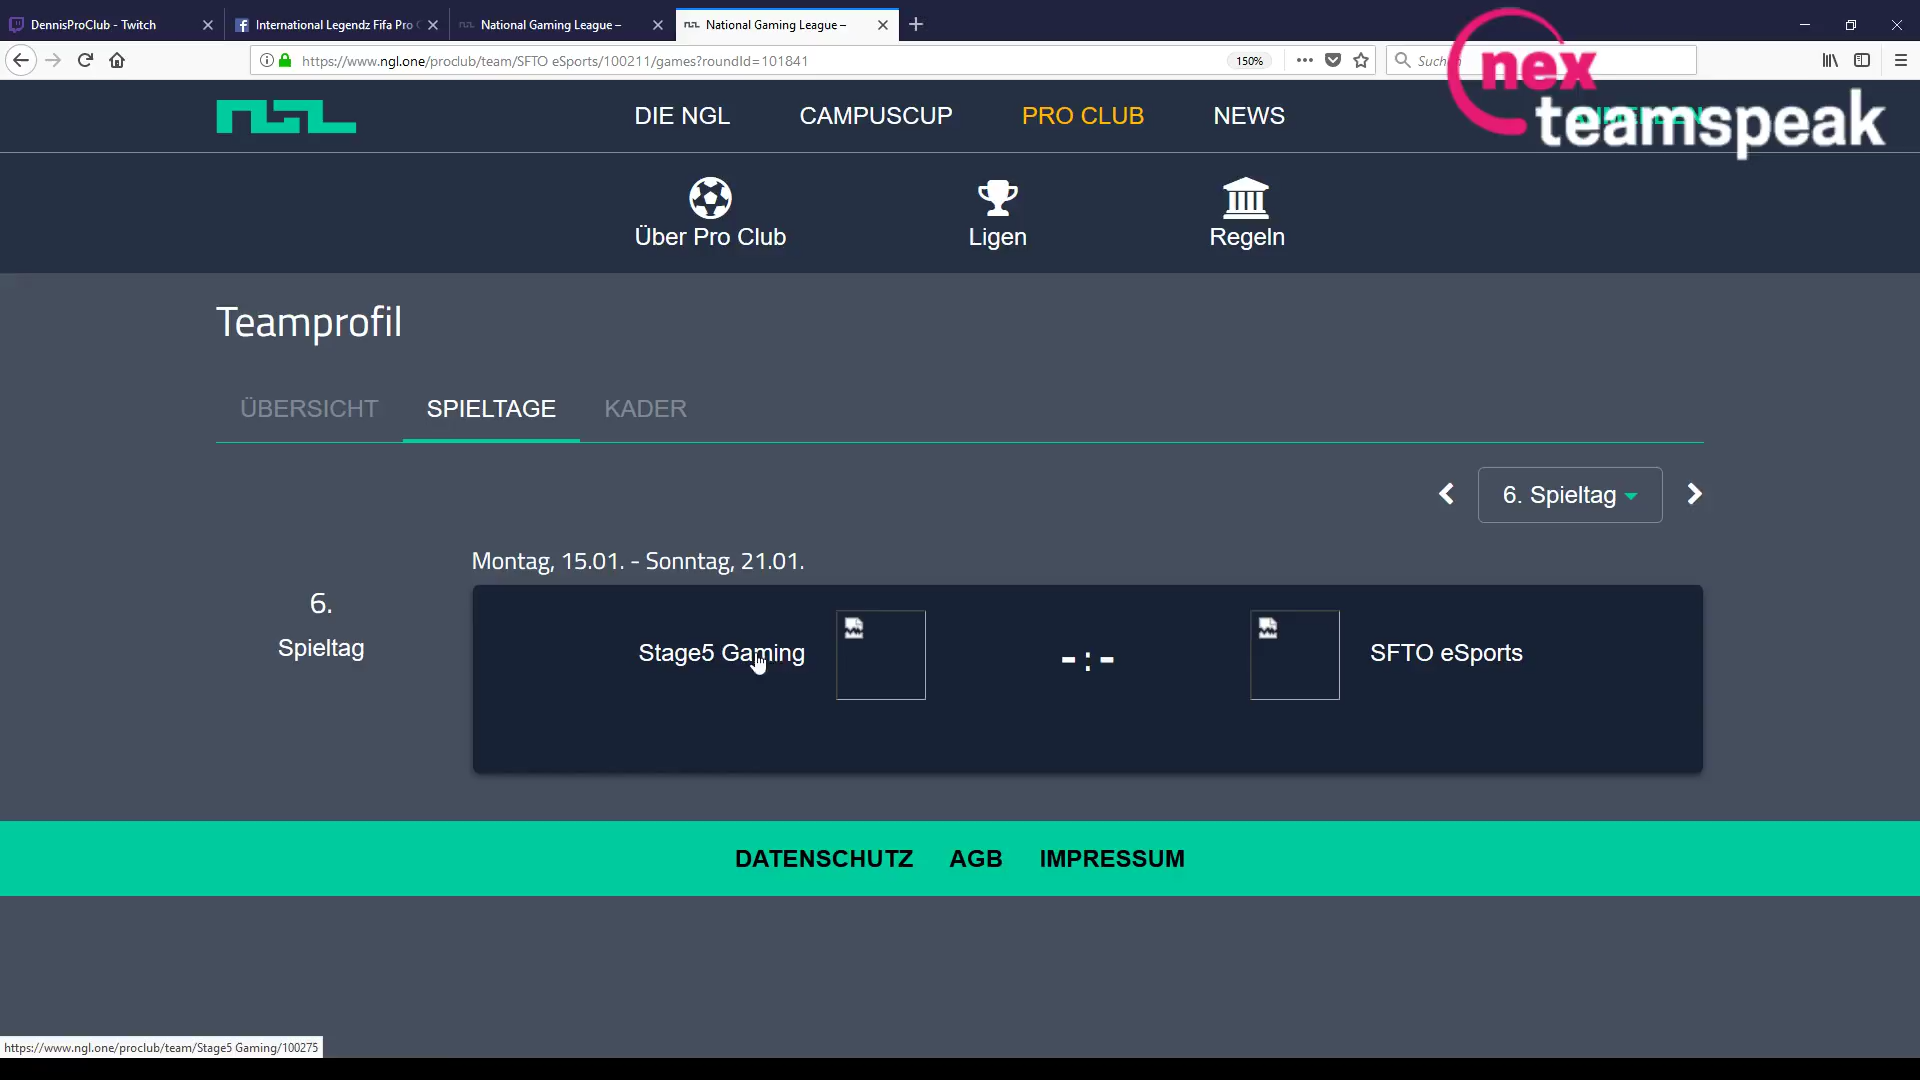 DennisProClub - Twitch
International Legendz Fifa Pro
National Gaming League –
National Gaming League –
https://www.ngl.one/proclub/team/SFTO eSports/100211/games?roundId=101841
150%
nex
teamspeak
NGL
DIE NGL
CAMPUSCUP
PRO CLUB
NEWS
Über Pro Club
Ligen
Regeln
Teamprofil
ÜBERSICHT
SPIELTAGE
KADER
6. Spieltag
Montag, 15.01. - Sonntag, 21.01.
6.
Spieltag
Stage5 Gaming
- : -
SFTO eSports
DATENSCHUTZ
AGB
IMPRESSUM
https://www.ngl.one/proclub/team/Stage5 Gaming/100275